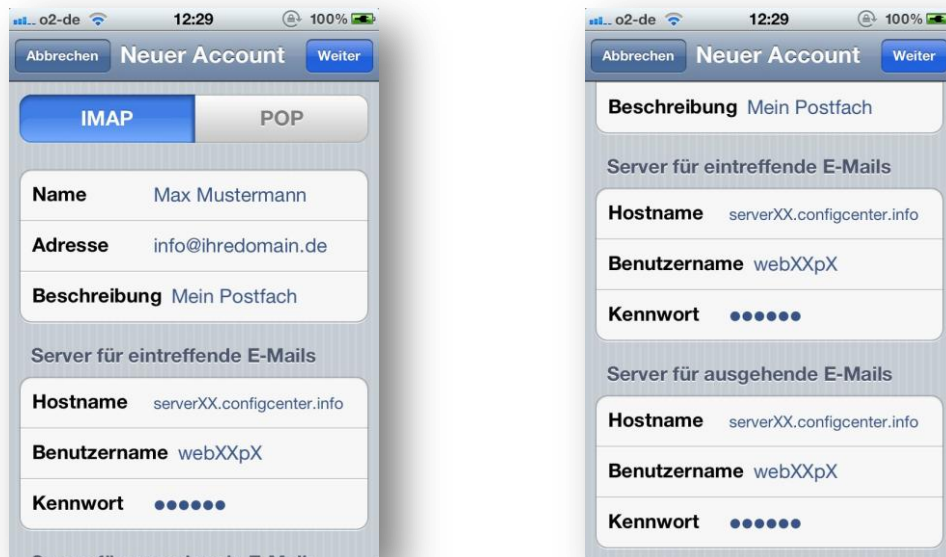 o2-de 12:29 100%
Abbrechen Neuer Account Weiter
IMAP POP
Name Max Mustermann
Adresse info@ihredomain.de
Beschreibung Mein Postfach
Server für eintreffende E-Mails
Hostname serverXX.configcenter.info
Benutzername webXXpX
Kennwort ●●●●●●
o2-de 12:29 100%
Abbrechen Neuer Account Weiter
Beschreibung Mein Postfach
Server für eintreffende E-Mails
Hostname serverXX.configcenter.info
Benutzername webXXpX
Kennwort ●●●●●●
Server für ausgehende E-Mails
Hostname serverXX.configcenter.info
Benutzername webXXpX
Kennwort ●●●●●●